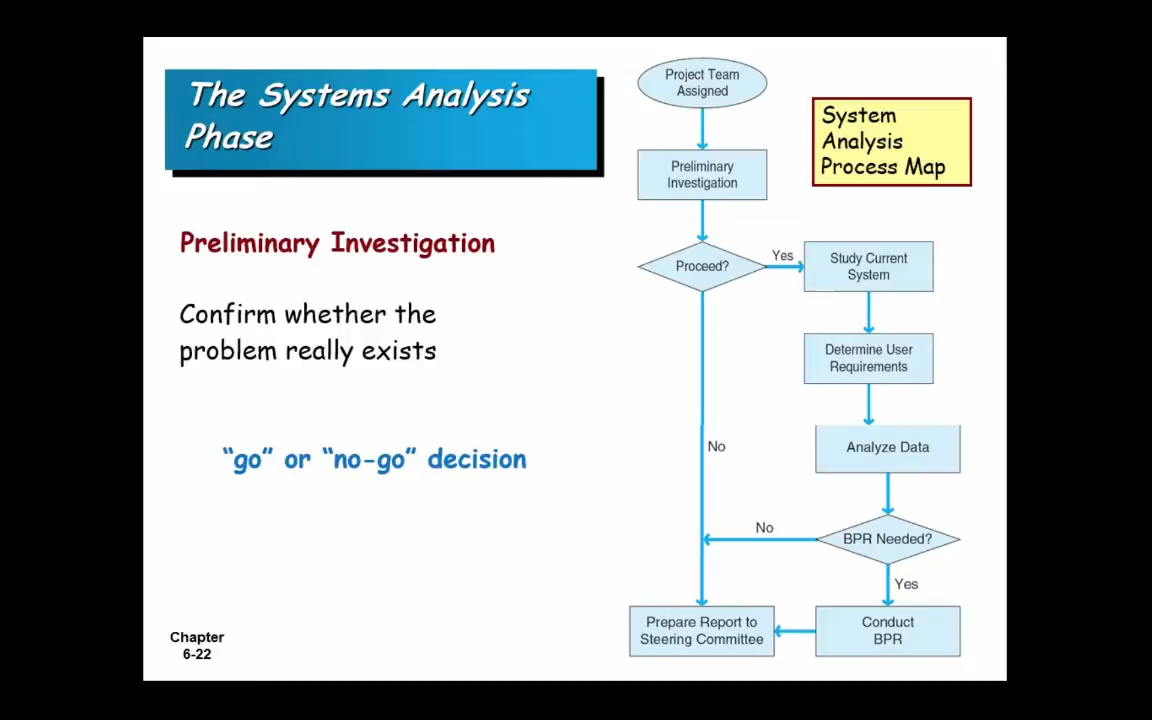 The Systems Analysis
Phase
Preliminary Investigation
Confirm whether the
problem really exists
“go” or “no-go” decision
Chapter
6-22
System
Analysis
Process Map
Project Team
Assigned
Preliminary
Investigation
Proceed?
Yes
Study Current
System
Determine User
Requirements
No
Analyze Data
No
BPR Needed?
Yes
Prepare Report to
Steering Committee
Conduct
BPR